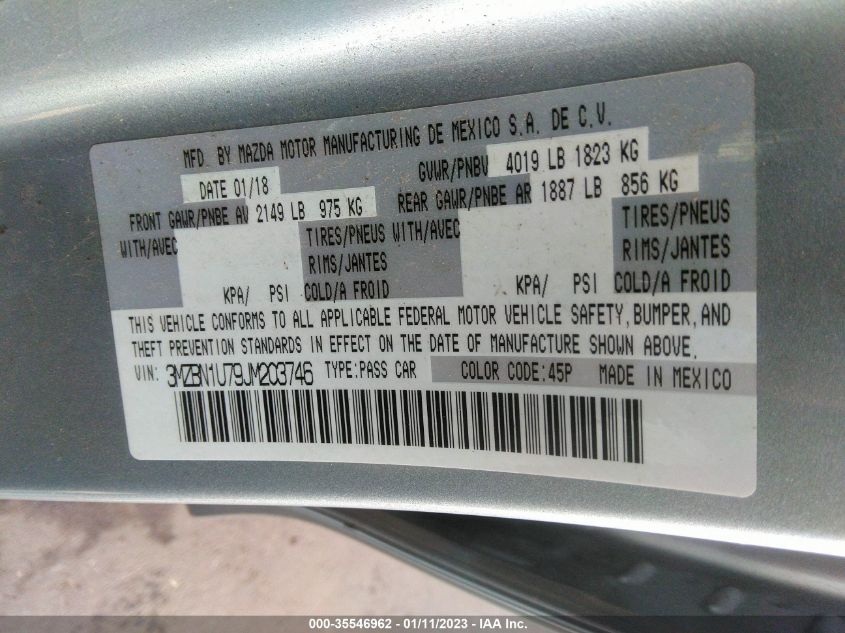 MFD. BY MAZDA MOTOR MANUFACTURING DE MEXICO S.A. DE C.V.
DATE 01/18 GVWR/PNBV 4019 LB 1823 KG
FRONT GAWR/PNBE AV 2149 LB 975 KG REAR GAWR/PNBE AR 1887 LB 856 KG
WITH/AVEC TIRES/PNEUS WITH/AVEC TIRES/PNEUS
RIMS/JANTES RIMS/JANTES
KPA/ PSI COLD/A FROID KPA/ PSI COLD/A FROID
THIS VEHICLE CONFORMS TO ALL APPLICABLE FEDERAL MOTOR VEHICLE SAFETY, BUMPER, AND
THEFT PREVENTION STANDARDS IN EFFECT ON THE DATE OF MANUFACTURE SHOWN ABOVE.
VIN: 3MZBN1U79JM203746 TYPE:PASS CAR COLOR CODE:45P MADE IN MEXICO
000-35546962 - 01/11/2023 - IAA Inc.